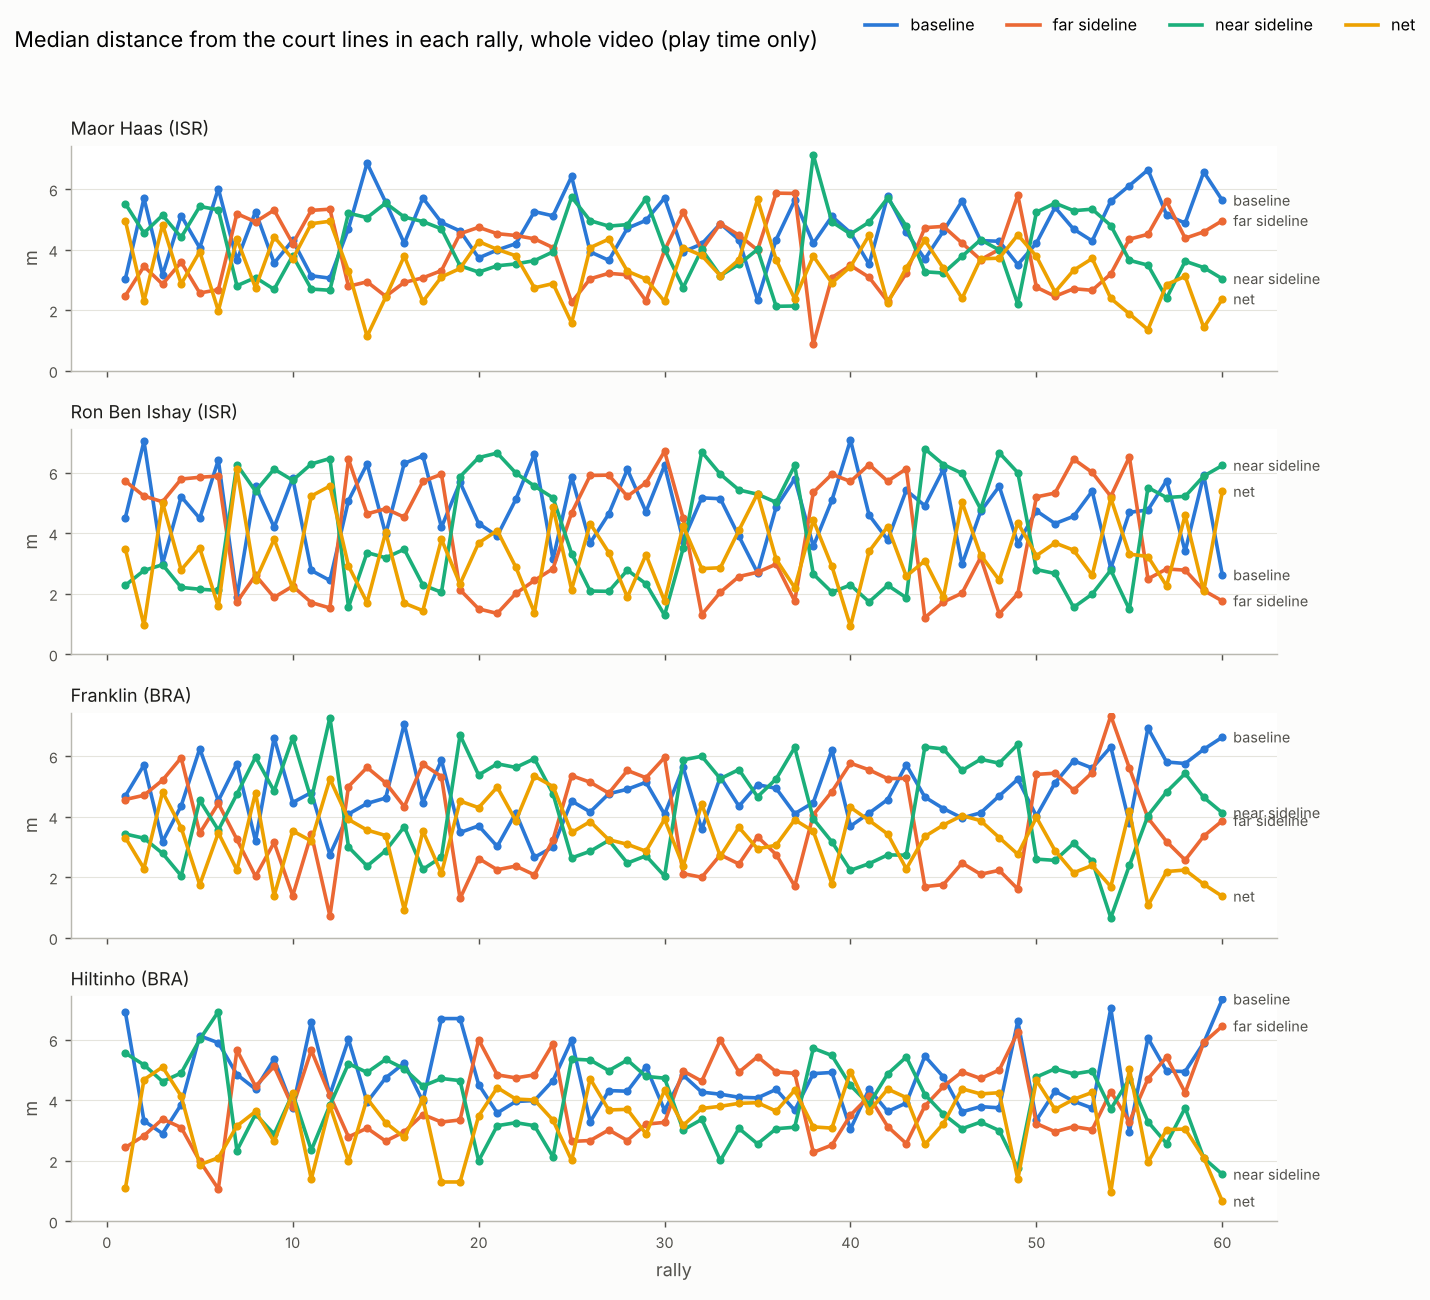 Median distance from the court lines in each rally, whole video (play time only)
baseline far sideline near sideline net
Maor Haas (ISR)
6
4
2
0
m
baseline
far sideline
near sideline
net
Ron Ben Ishay (ISR)
6
4
2
0
m
near sideline
net
baseline
far sideline
Franklin (BRA)
6
4
2
0
m
baseline
near sideline
far sideline
net
Hiltinho (BRA)
6
4
2
0
m
baseline
far sideline
near sideline
net
0 10 20 30 40 50 60
rally